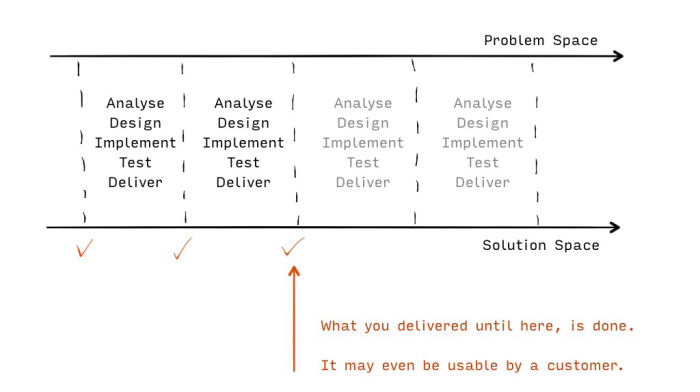 Problem Space
Analyse
Design
Implement
Test
Deliver
Analyse
Design
Implement
Test
Deliver
Analyse
Design
Implement
Test
Deliver
Analyse
Design
Implement
Test
Deliver
Solution Space
What you delivered until here, is done.
It may even be usable by a customer.